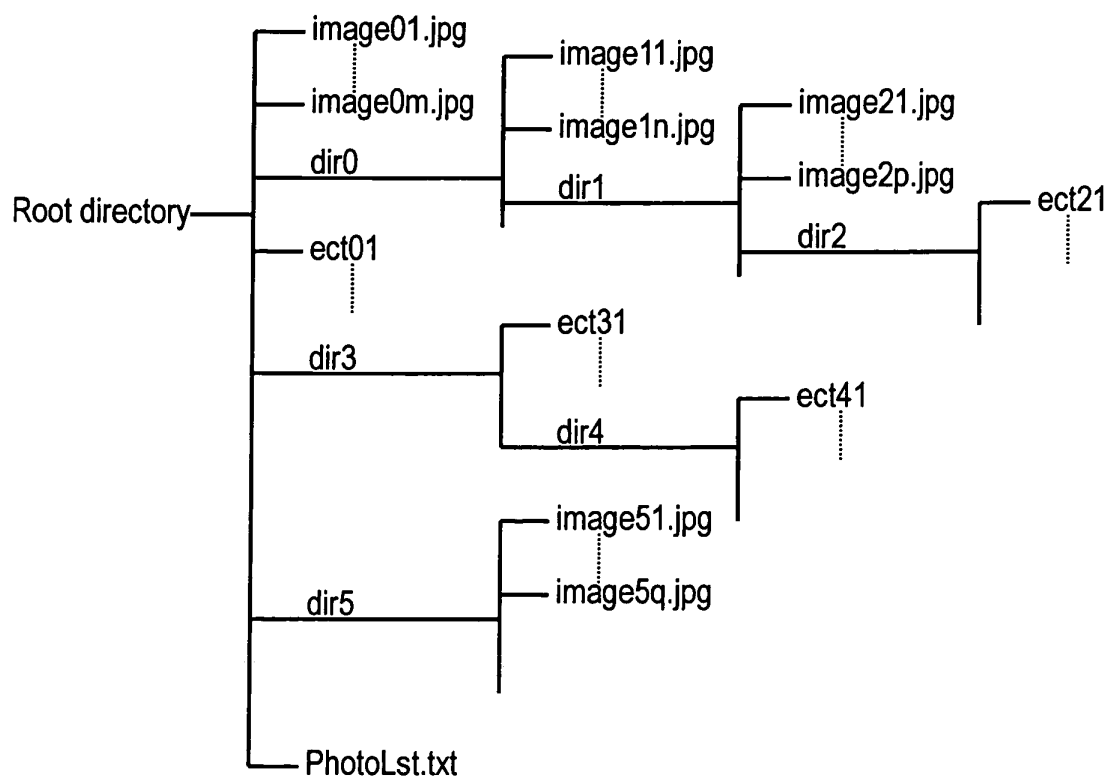 image01.jpg
image0m.jpg
dir0
image11.jpg
image1n.jpg
dir1
image21.jpg
image2p.jpg
dir2
ect21
Root directory
ect01
dir3
ect31
dir4
ect41
dir5
image51.jpg
image5q.jpg
PhotoLst.txt